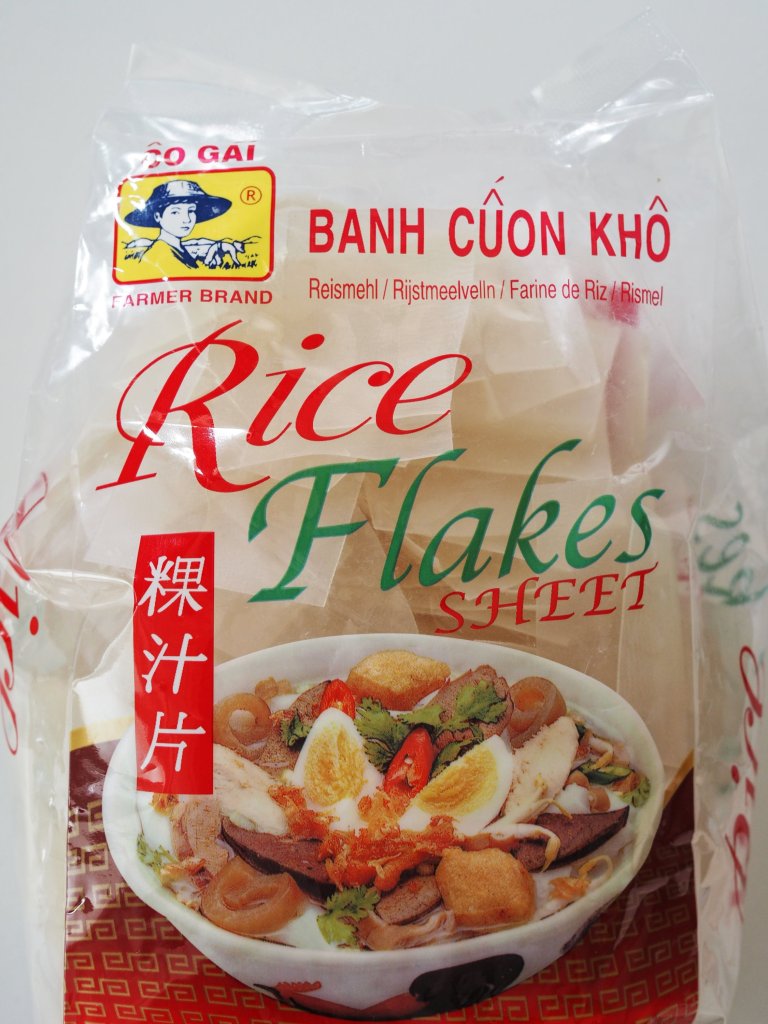 CÔ GAI
®
FARMER BRAND
BANH CUỐN KHÔ
Reismehl / Rijstmeelvelln / Farine de Riz / Rismel
Rice
Flakes
SHEET
粿汁片